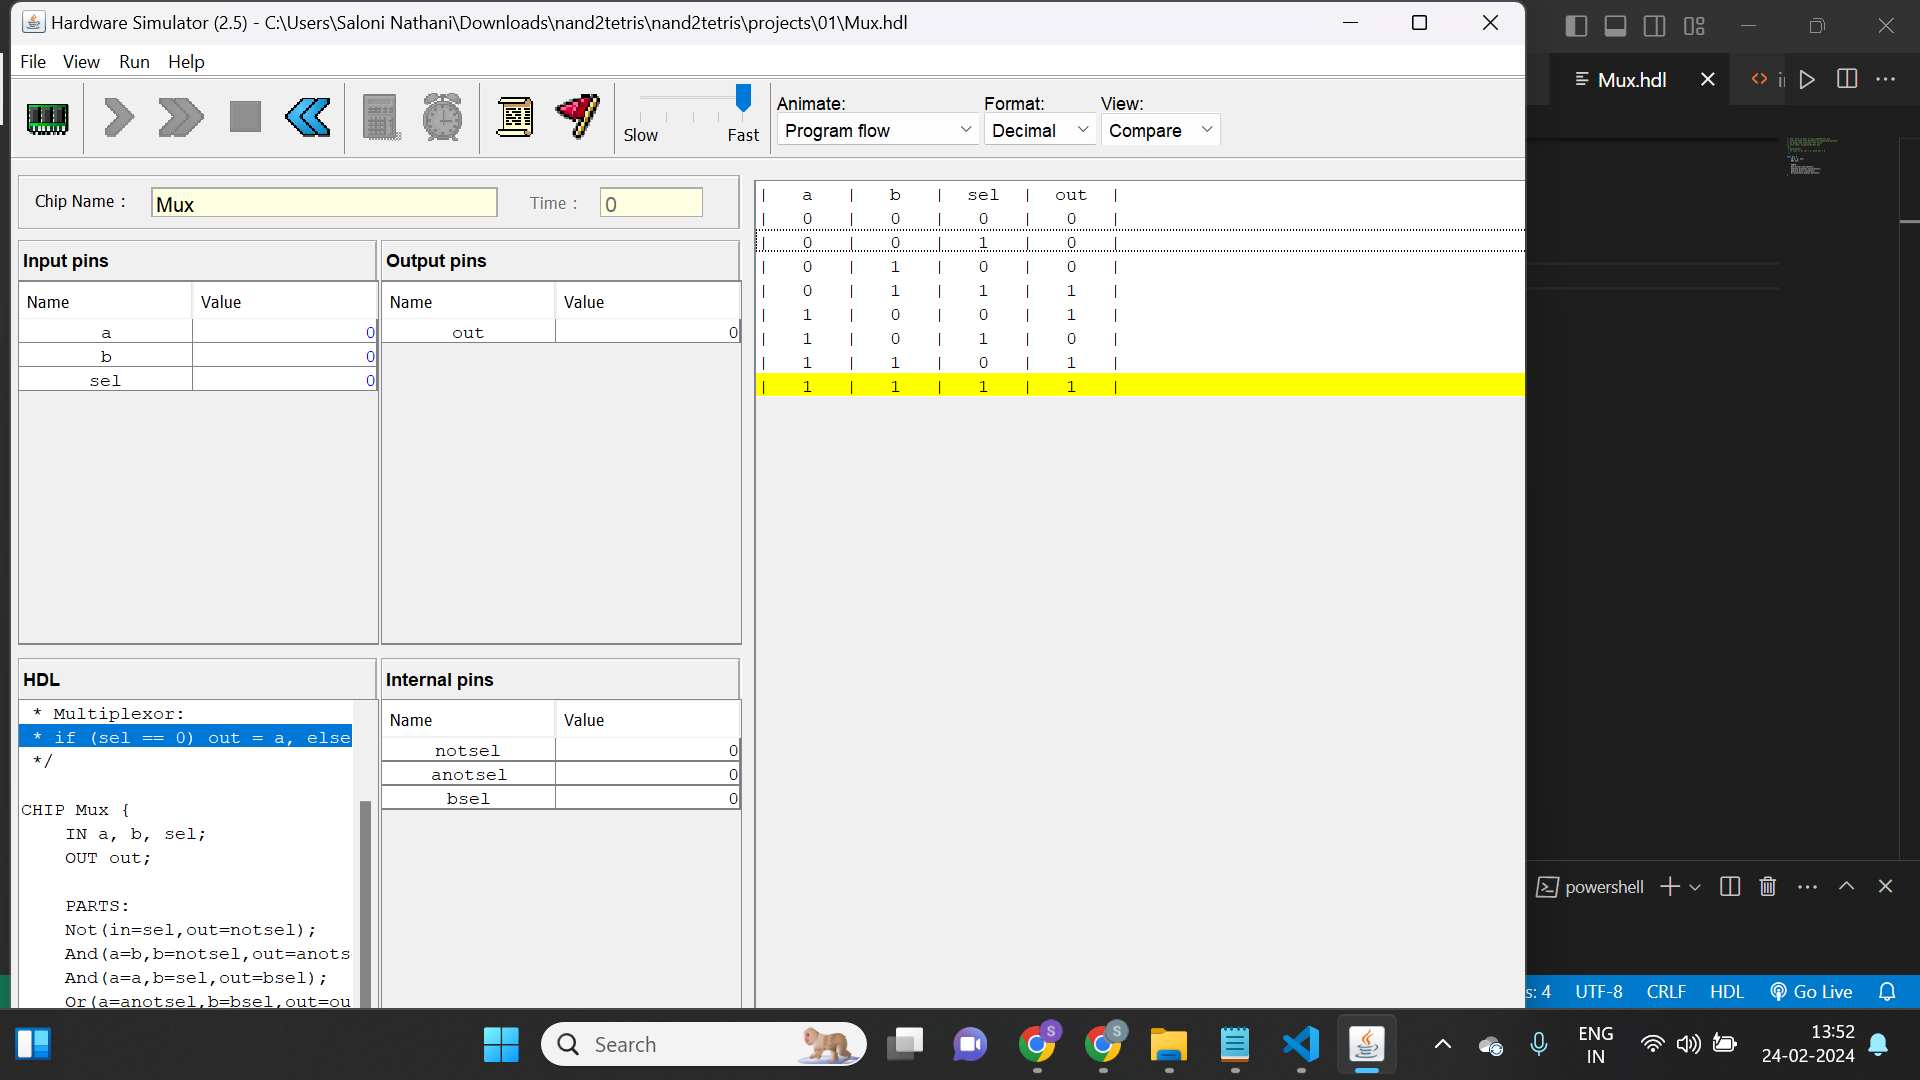 Hardware Simulator (2.5) - C:\Users\Saloni Nathani\Downloads\nand2tetris\nand2tetris\projects\01\Mux.hdl
File View Run Help
Mux.hdl
Slow Fast
Animate: Format: View:
Program flow Decimal Compare
Chip Name : Mux Time : 0
Input pins
Name Value
a 0
b 0
sel 0
Output pins
Name Value
out 0
| a | b | sel | out |
| 0 | 0 | 0 | 0 |
| 0 | 0 | 1 | 0 |
| 0 | 1 | 0 | 0 |
| 0 | 1 | 1 | 1 |
| 1 | 0 | 0 | 1 |
| 1 | 0 | 1 | 0 |
| 1 | 1 | 0 | 1 |
| 1 | 1 | 1 | 1 |
HDL
* Multiplexor:
* if (sel == 0) out = a, else
*/
CHIP Mux {
IN a, b, sel;
OUT out;
PARTS:
Not(in=sel,out=notsel);
And(a=b,b=notsel,out=anots
And(a=a,b=sel,out=bsel);
Or(a=anotsel,b=bsel,out=ou
Internal pins
Name Value
notsel 0
anotsel 0
bsel 0
powershell
s: 4 UTF-8 CRLF HDL Go Live
Search
S
S
ENG
IN
13:52
24-02-2024